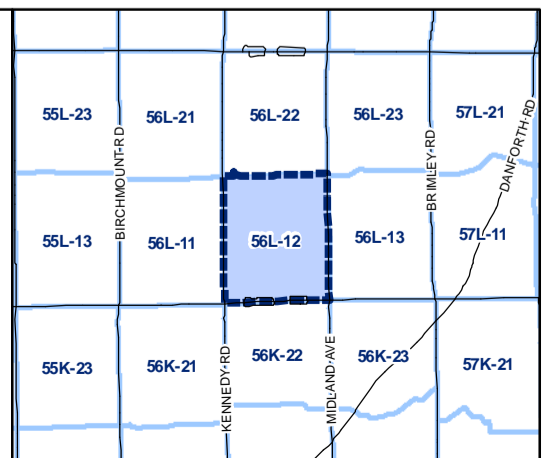 55L-23
56L-21
56L-22
56L-23
57L-21
BIRCHMOUNT RD
BRIMLEY RD
DANFORTH RD
55L-13
56L-11
56L-12
56L-13
57L-11
55K-23
56K-21
KENNEDY RD
56K-22
MIDLAND AVE
56K-23
57K-21